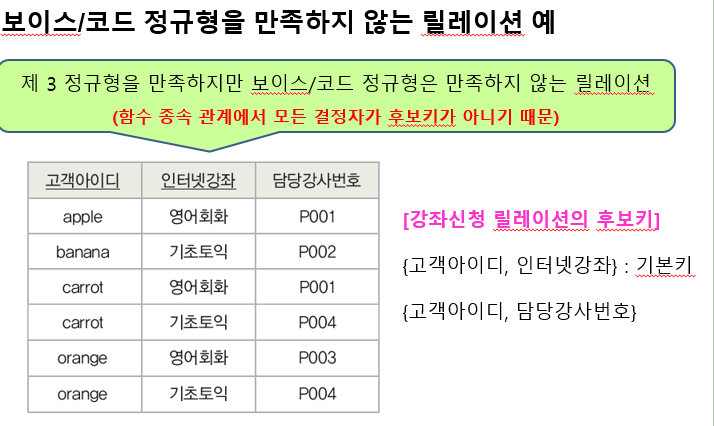 보이스/코드 정규형을 만족하지 않는 릴레이션 예
제 3 정규형을 만족하지만 보이스/코드 정규형은 만족하지 않는 릴레이션
(함수 종속 관계에서 모든 결정자가 후보키가 아니기 때문)
고객아이디 인터넷강좌 담당강사번호
apple 영어회화 P001
banana 기초토익 P002
carrot 영어회화 P001
carrot 기초토익 P004
orange 영어회화 P003
orange 기초토익 P004
[강좌신청 릴레이션의 후보키]
{고객아이디, 인터넷강좌} : 기본키
{고객아이디, 담당강사번호}